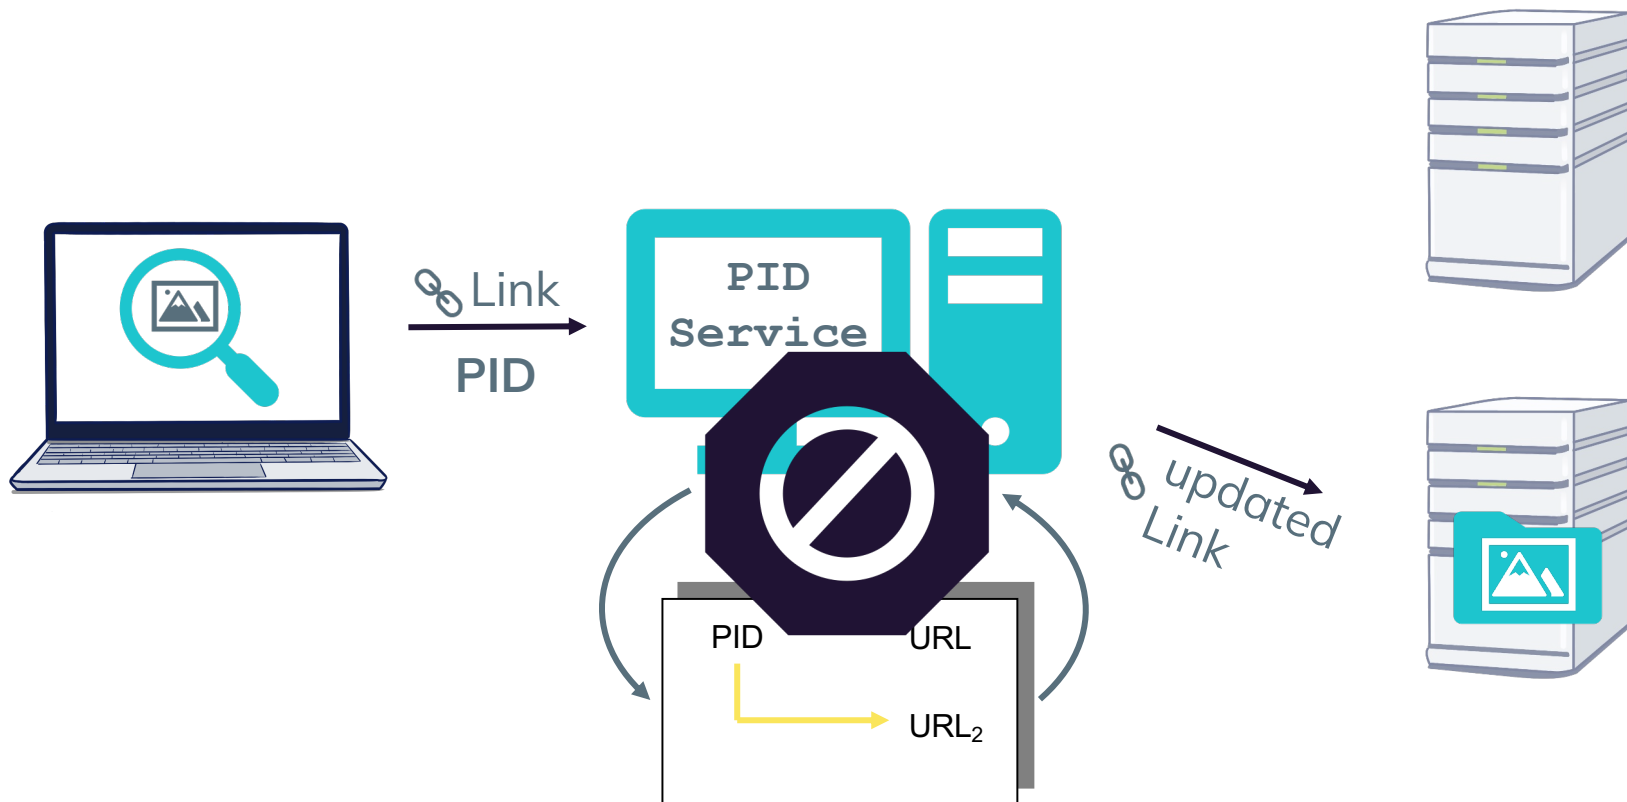 Link
PID
PID
Service
updated
Link
PID URL
URL₂